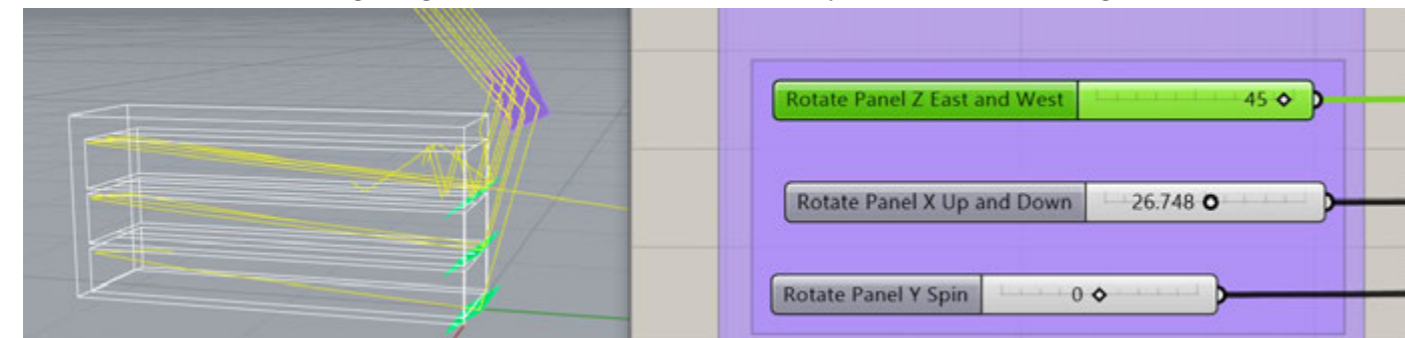 Rotate Panel Z East and West 45
Rotate Panel X Up and Down 26.748
Rotate Panel Y Spin 0